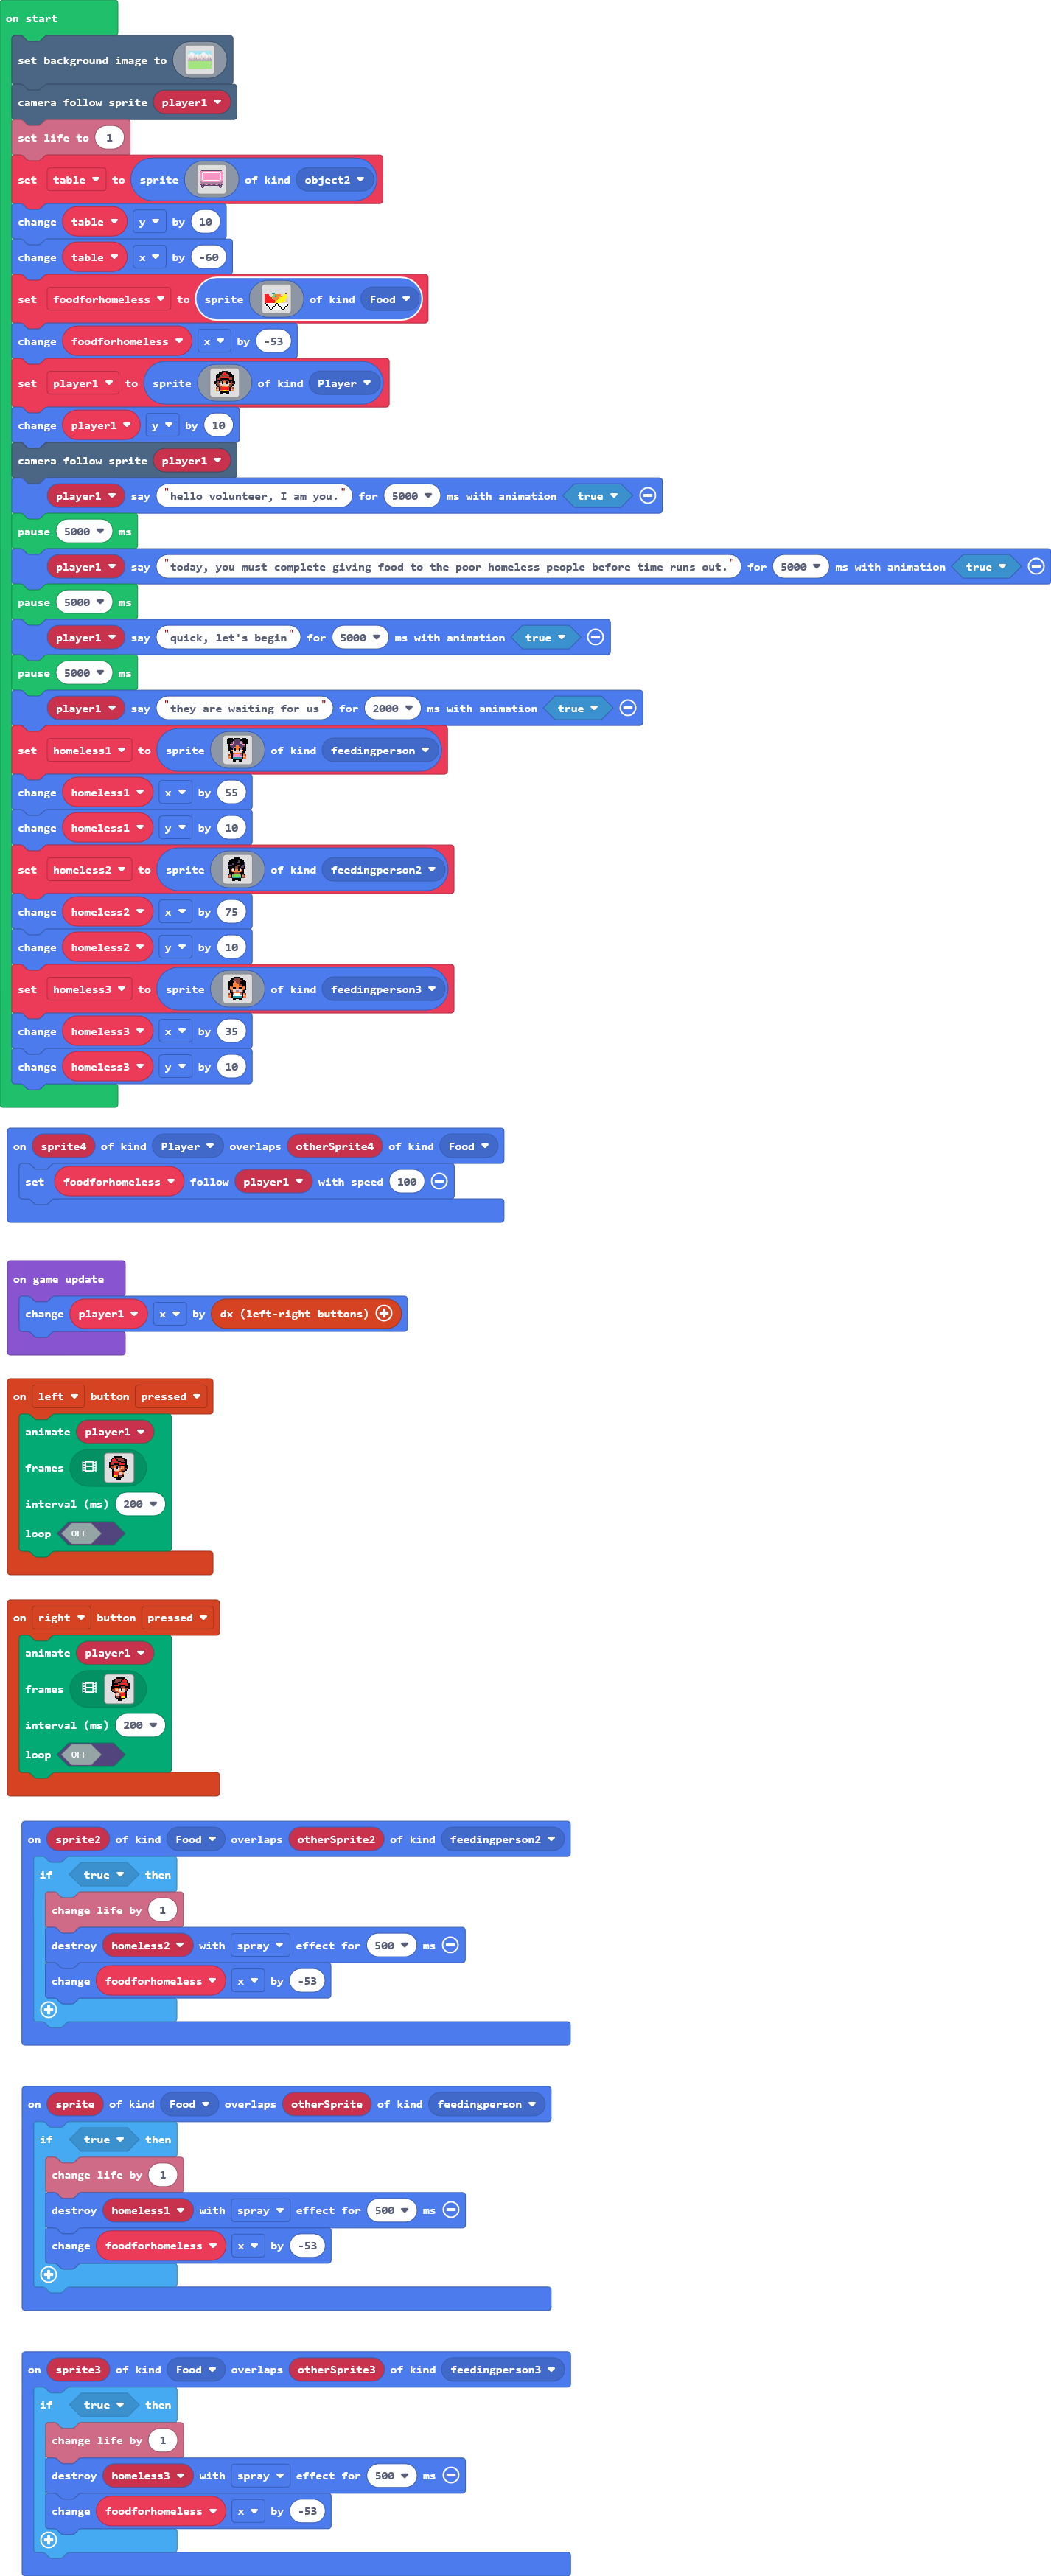 on start
set background image to
camera follow sprite player1
set life to 1
set table to sprite of kind object2
change table y by 10
change table x by -60
set foodforhomeless to sprite of kind Food
change foodforhomeless x by -53
set player1 to sprite of kind Player
change player1 y by 10
camera follow sprite player1
player1 say "hello volunteer, I am you." for 5000 ms with animation true
pause 5000 ms
player1 say "today, you must complete giving food to the poor homeless people before time runs out." for 5000 ms with animation true
pause 5000 ms
player1 say "quick, let's begin" for 5000 ms with animation true
pause 5000 ms
player1 say "they are waiting for us" for 2000 ms with animation true
set homeless1 to sprite of kind feedingperson
change homeless1 x by 55
change homeless1 y by 10
set homeless2 to sprite of kind feedingperson2
change homeless2 x by 75
change homeless2 y by 10
set homeless3 to sprite of kind feedingperson3
change homeless3 x by 35
change homeless3 y by 10
on sprite4 of kind Player overlaps otherSprite4 of kind Food
set foodforhomeless follow player1 with speed 100
on game update
change player1 x by dx (left-right buttons)
on left button pressed
animate player1
frames
interval (ms) 200
loop OFF
on right button pressed
animate player1
frames
interval (ms) 200
loop OFF
on sprite2 of kind Food overlaps otherSprite2 of kind feedingperson2
if true then
change life by 1
destroy homeless2 with spray effect for 500 ms
change foodforhomeless x by -53
on sprite of kind Food overlaps otherSprite of kind feedingperson
if true then
change life by 1
destroy homeless1 with spray effect for 500 ms
change foodforhomeless x by -53
on sprite3 of kind Food overlaps otherSprite3 of kind feedingperson3
if true then
change life by 1
destroy homeless3 with spray effect for 500 ms
change foodforhomeless x by -53